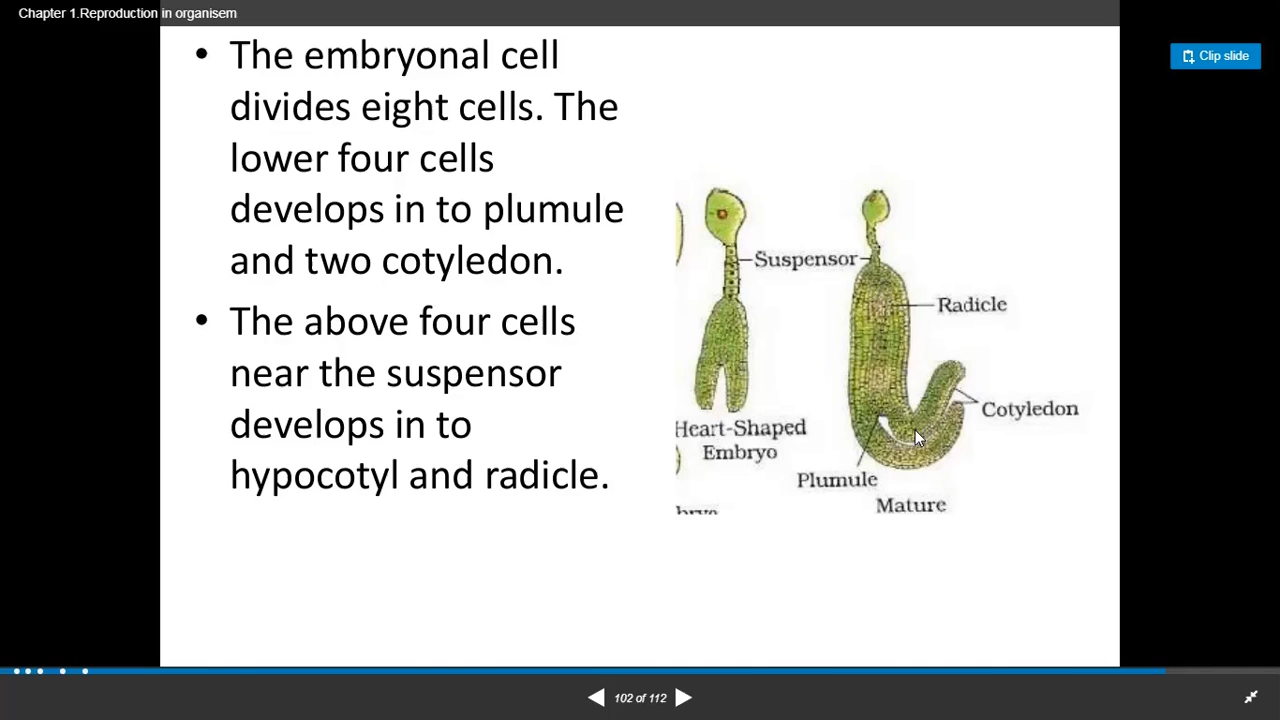 Chapter 1.Reproduction in organisem
Clip slide
• The embryonal cell
divides eight cells. The
lower four cells
develops in to plumule
and two cotyledon.
• The above four cells
near the suspensor
develops in to
hypocotyl and radicle.
Suspensor
Radicle
Cotyledon
Heart-Shaped
Embryo
Plumule
Mature
102 of 112